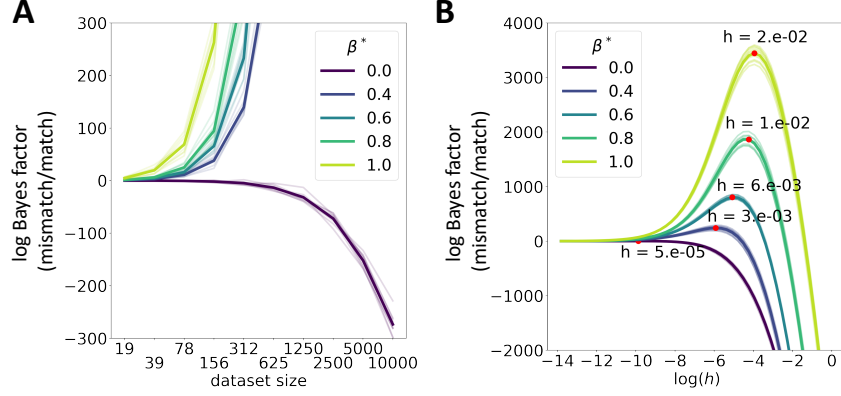 A
log Bayes factor
(mismatch/match)
300
200
100
0
−100
−200
−300
β*
0.0
0.4
0.6
0.8
1.0
19 78 312 1250 5000
39 156 625 2500 10000
dataset size
B
log Bayes factor
(mismatch/match)
4000
3000
2000
1000
0
−1000
−2000
β*
0.0
0.4
0.6
0.8
1.0
h = 2.e-02
h = 1.e-02
h = 6.e-03
h = 3.e-03
h = 5.e-05
−14 −12 −10 −8 −6 −4 −2 0
log(h)